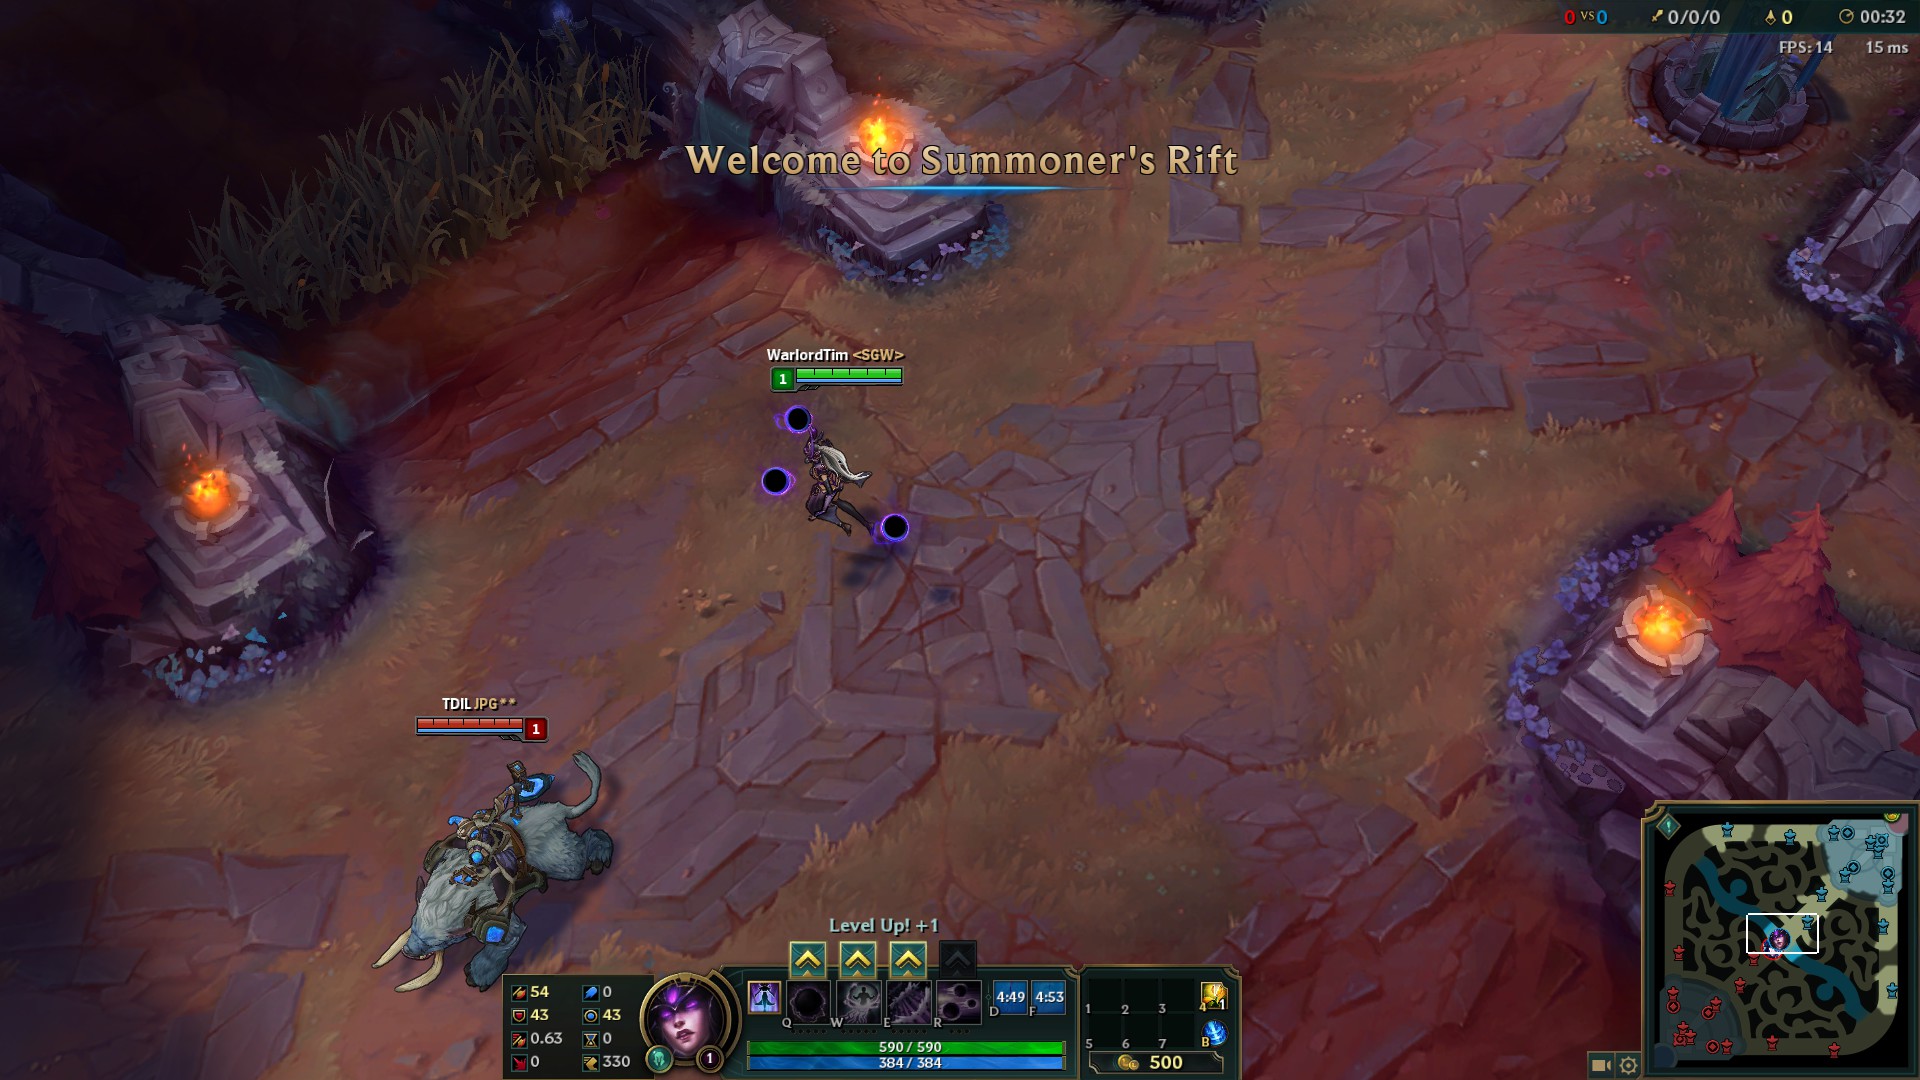 0 VS 0 0/0/0 0 00:32
FPS: 14 15 ms
Welcome to Summoner's Rift
WarlordTim <SGW>
1
TDIL JPG**
1
Level Up! +1
54 0
43 43
0.63 0
0 330
1
Q W E R
4:49 4:53
D F
590 / 590
384 / 384
1 2 3 4 1
5 6 7 B
500